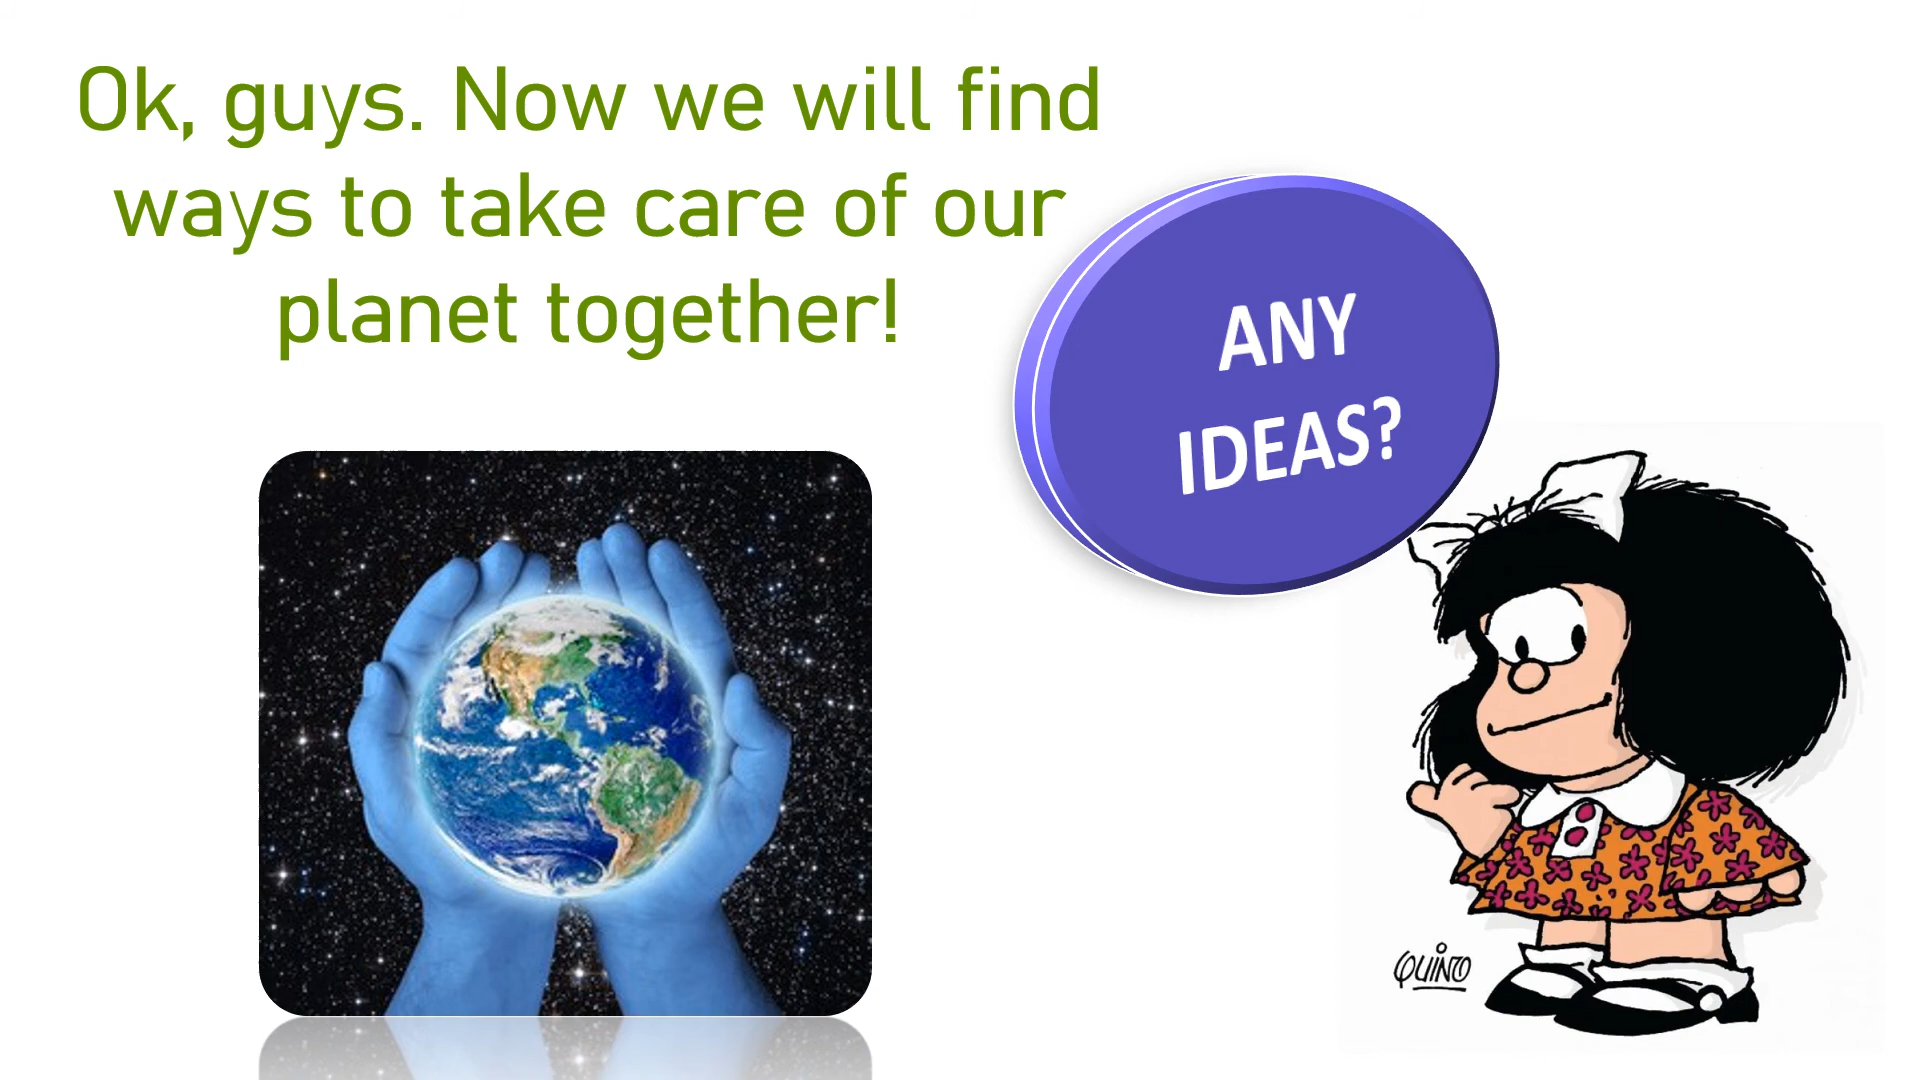 Ok, guys. Now we will find
ways to take care of our
planet together!
ANY
IDEAS?
QUINO